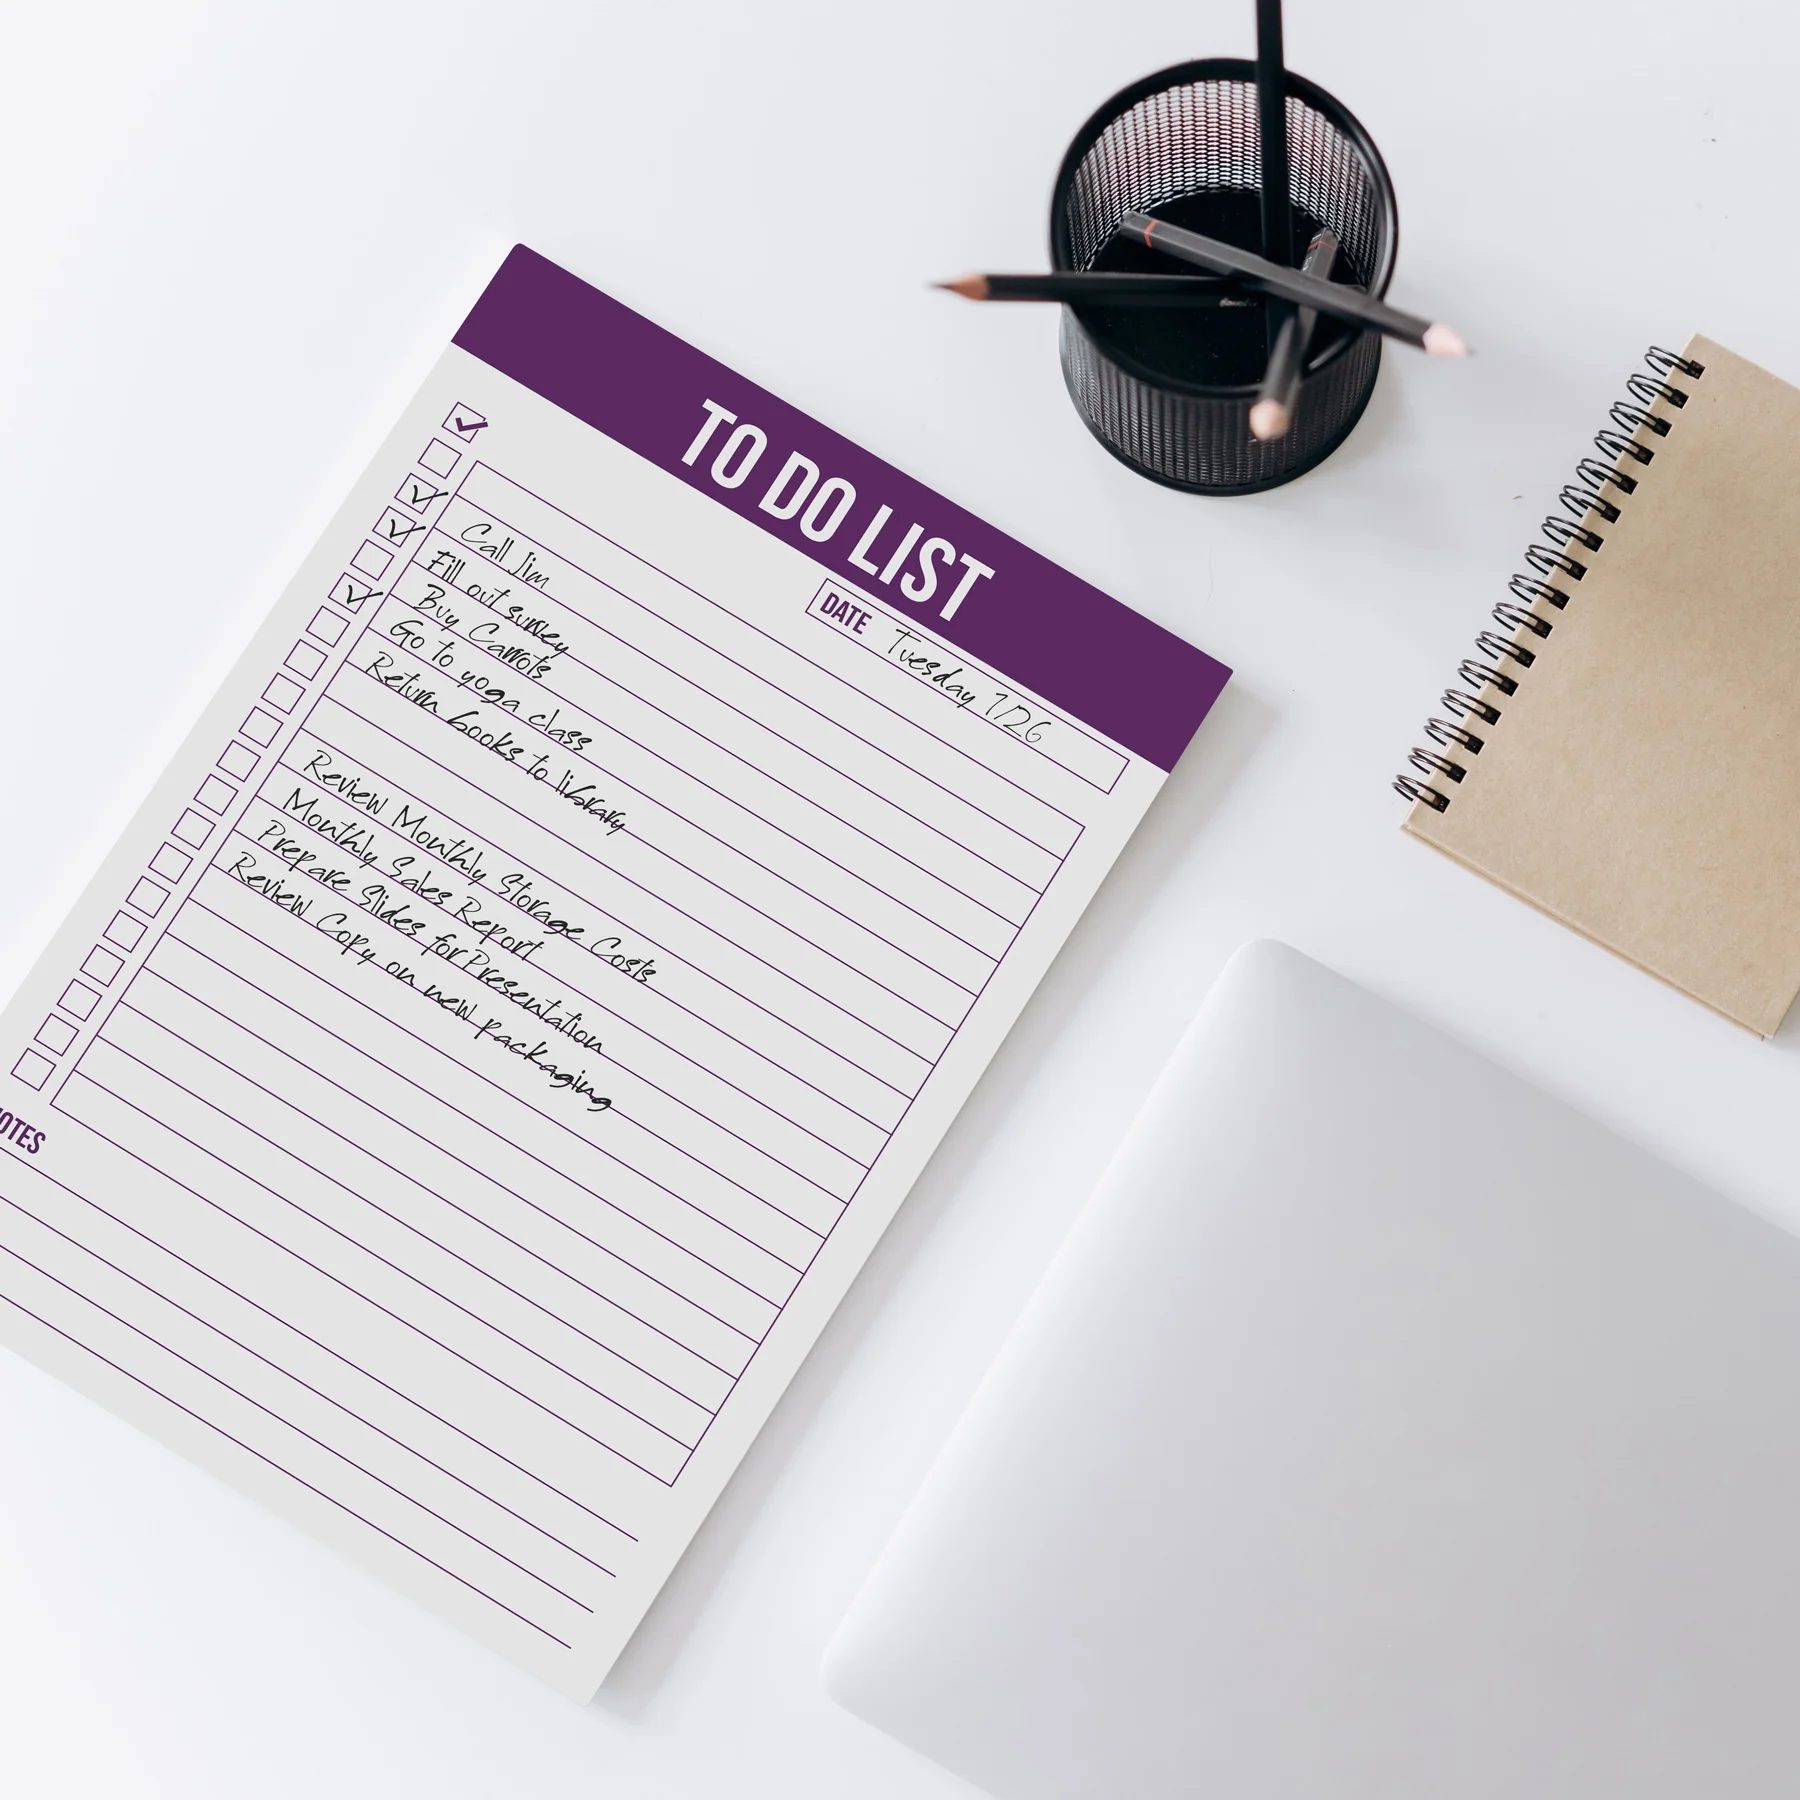 TO DO LIST
DATE Tuesday 7/26
Call Jim
Fill out survey
Buy Carrots
Go to yoga class
Return books to library
Review Monthly Storage Costs
Monthly Sales Report
Prepare Slides for Presentation
Review Copy on new packaging